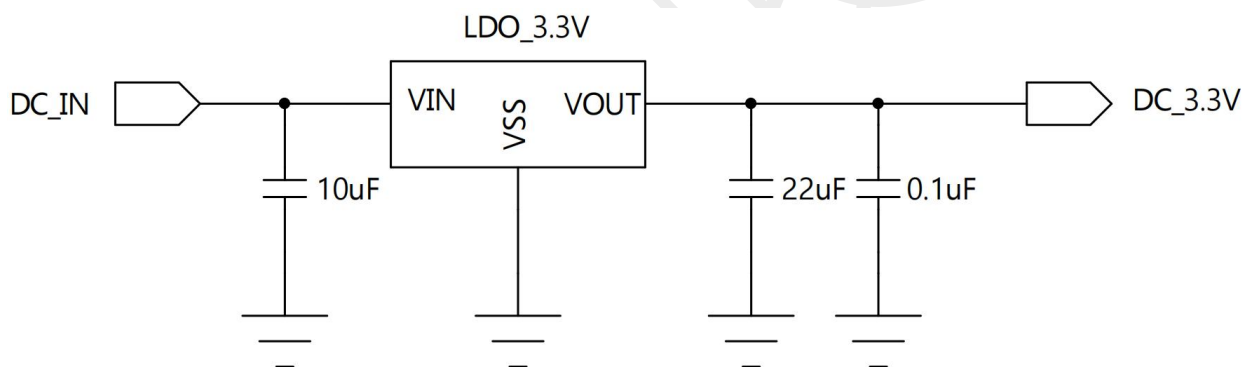 LDO_3.3V
DC_IN
VIN
VSS
VOUT
DC_3.3V
10uF
22uF
0.1uF